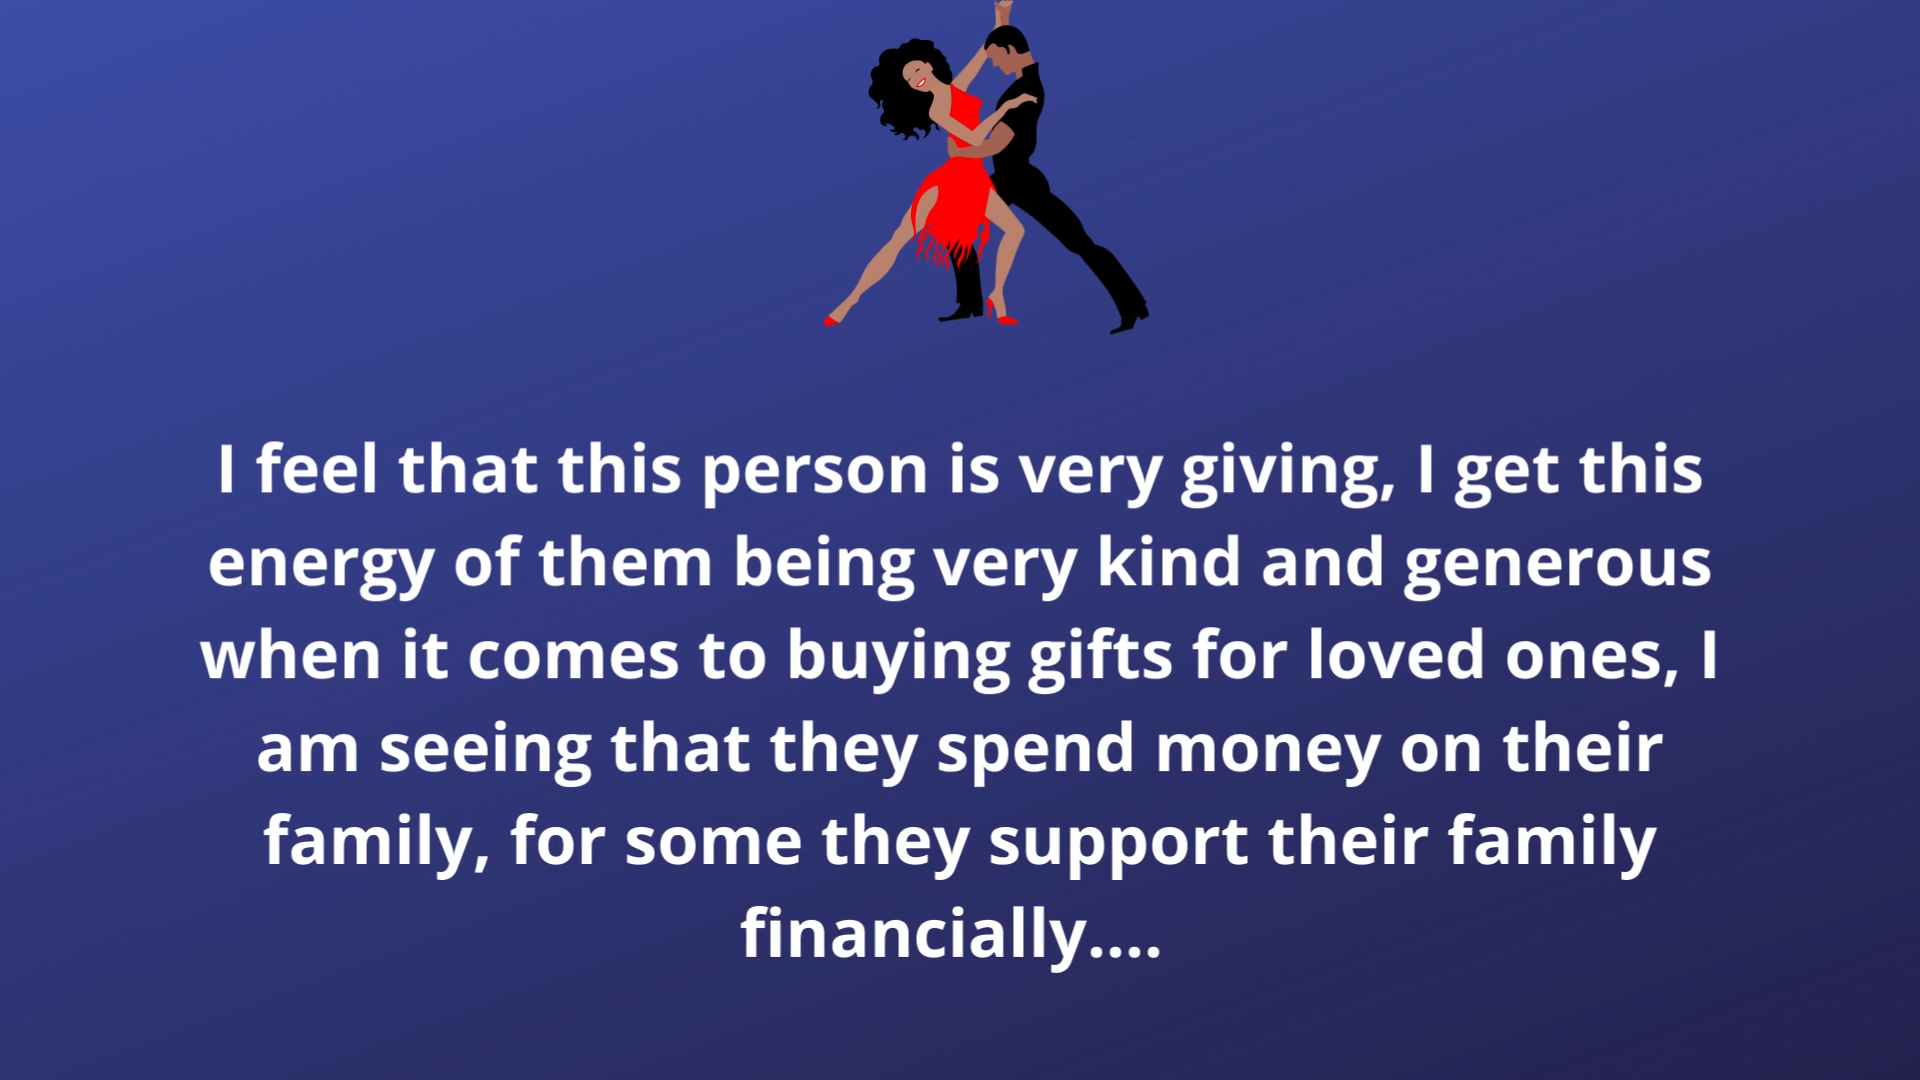 I feel that this person is very giving, I get this
energy of them being very kind and generous
when it comes to buying gifts for loved ones, I
am seeing that they spend money on their
family, for some they support their family
financially....